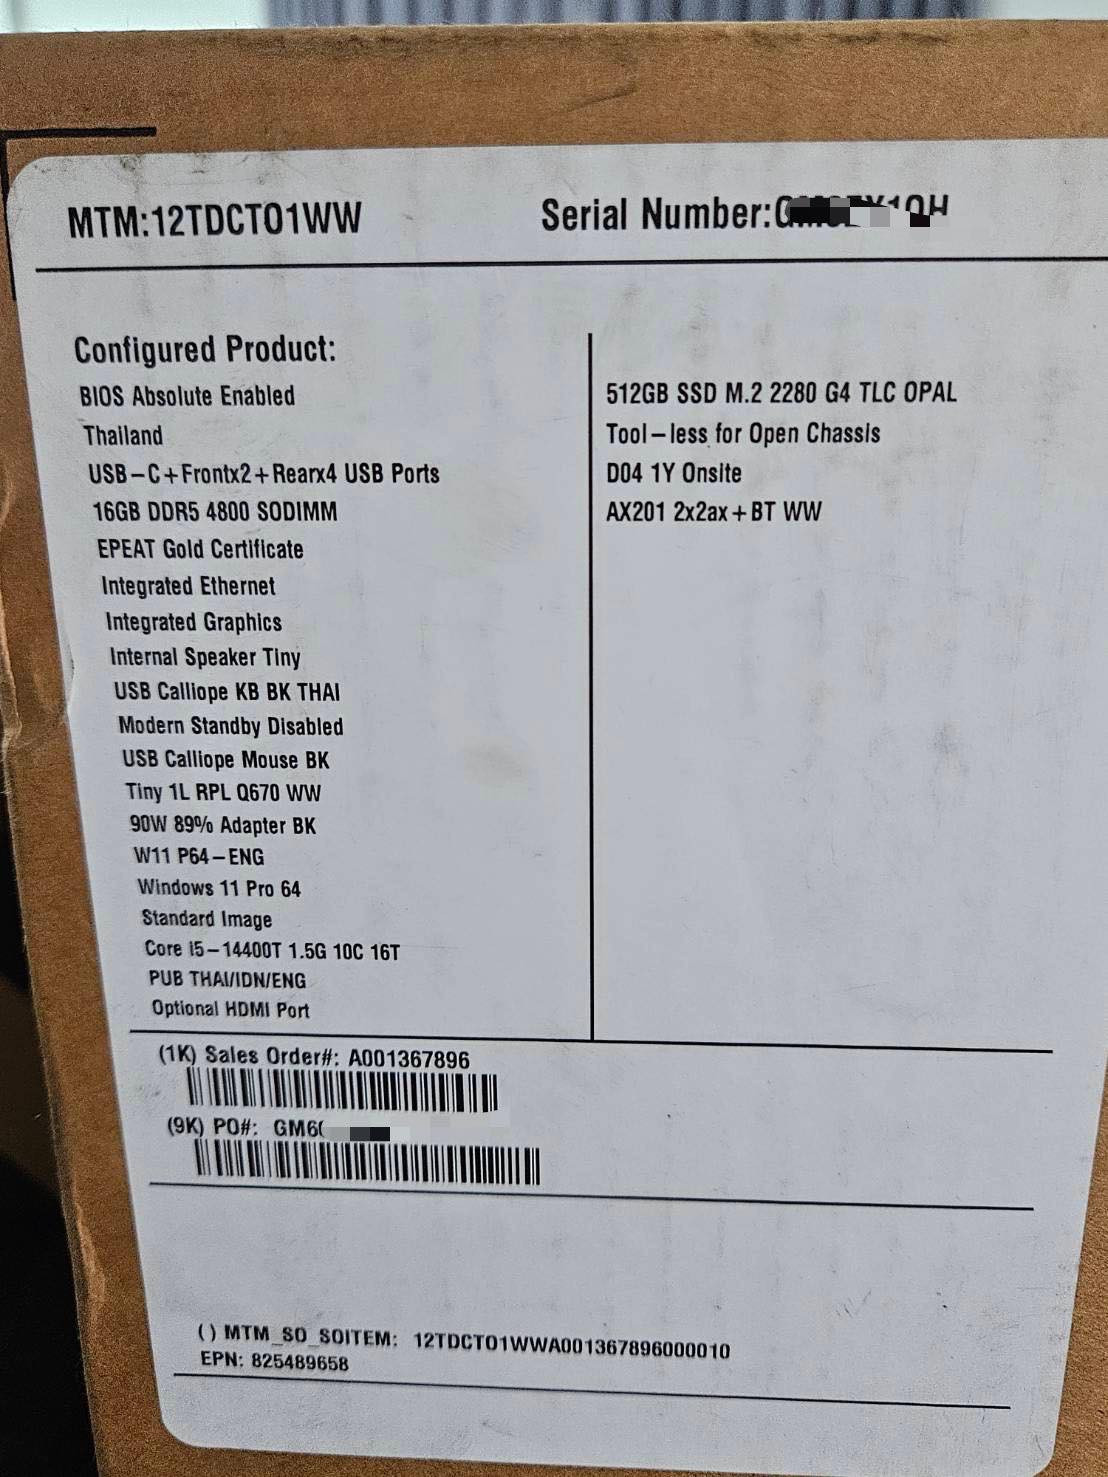 MTM:12TDCTO1WW
Serial Number:
Configured Product:
BIOS Absolute Enabled
Thailand
USB-C+Frontx2+Rearx4 USB Ports
16GB DDR5 4800 SODIMM
EPEAT Gold Certificate
Integrated Ethernet
Integrated Graphics
Internal Speaker Tiny
USB Calliope KB BK THAI
Modern Standby Disabled
USB Calliope Mouse BK
Tiny 1L RPL Q670 WW
90W 89% Adapter BK
W11 P64-ENG
Windows 11 Pro 64
Standard Image
Core i5-14400T 1.5G 10C 16T
PUB THAI/IDN/ENG
Optional HDMI Port
512GB SSD M.2 2280 G4 TLC OPAL
Tool-less for Open Chassis
D04 1Y Onsite
AX201 2x2ax+BT WW
(1K) Sales Order#: A001367896
(9K) PO#:
() MTM_SO_SOITEM: 12TDCTO1WWA001367896000010
EPN: 825489658